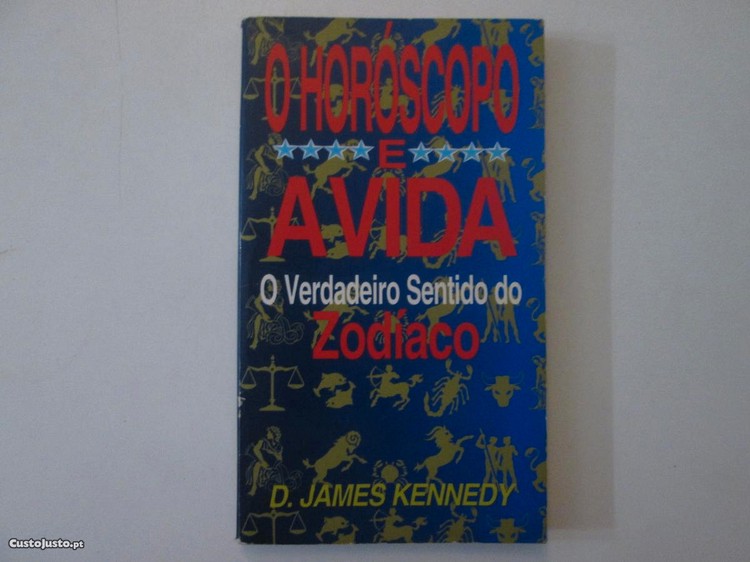 O HORÓSCOPO
E
A VIDA
O Verdadeiro Sentido do
Zodíaco
D. JAMES KENNEDY
CustoJusto.pt